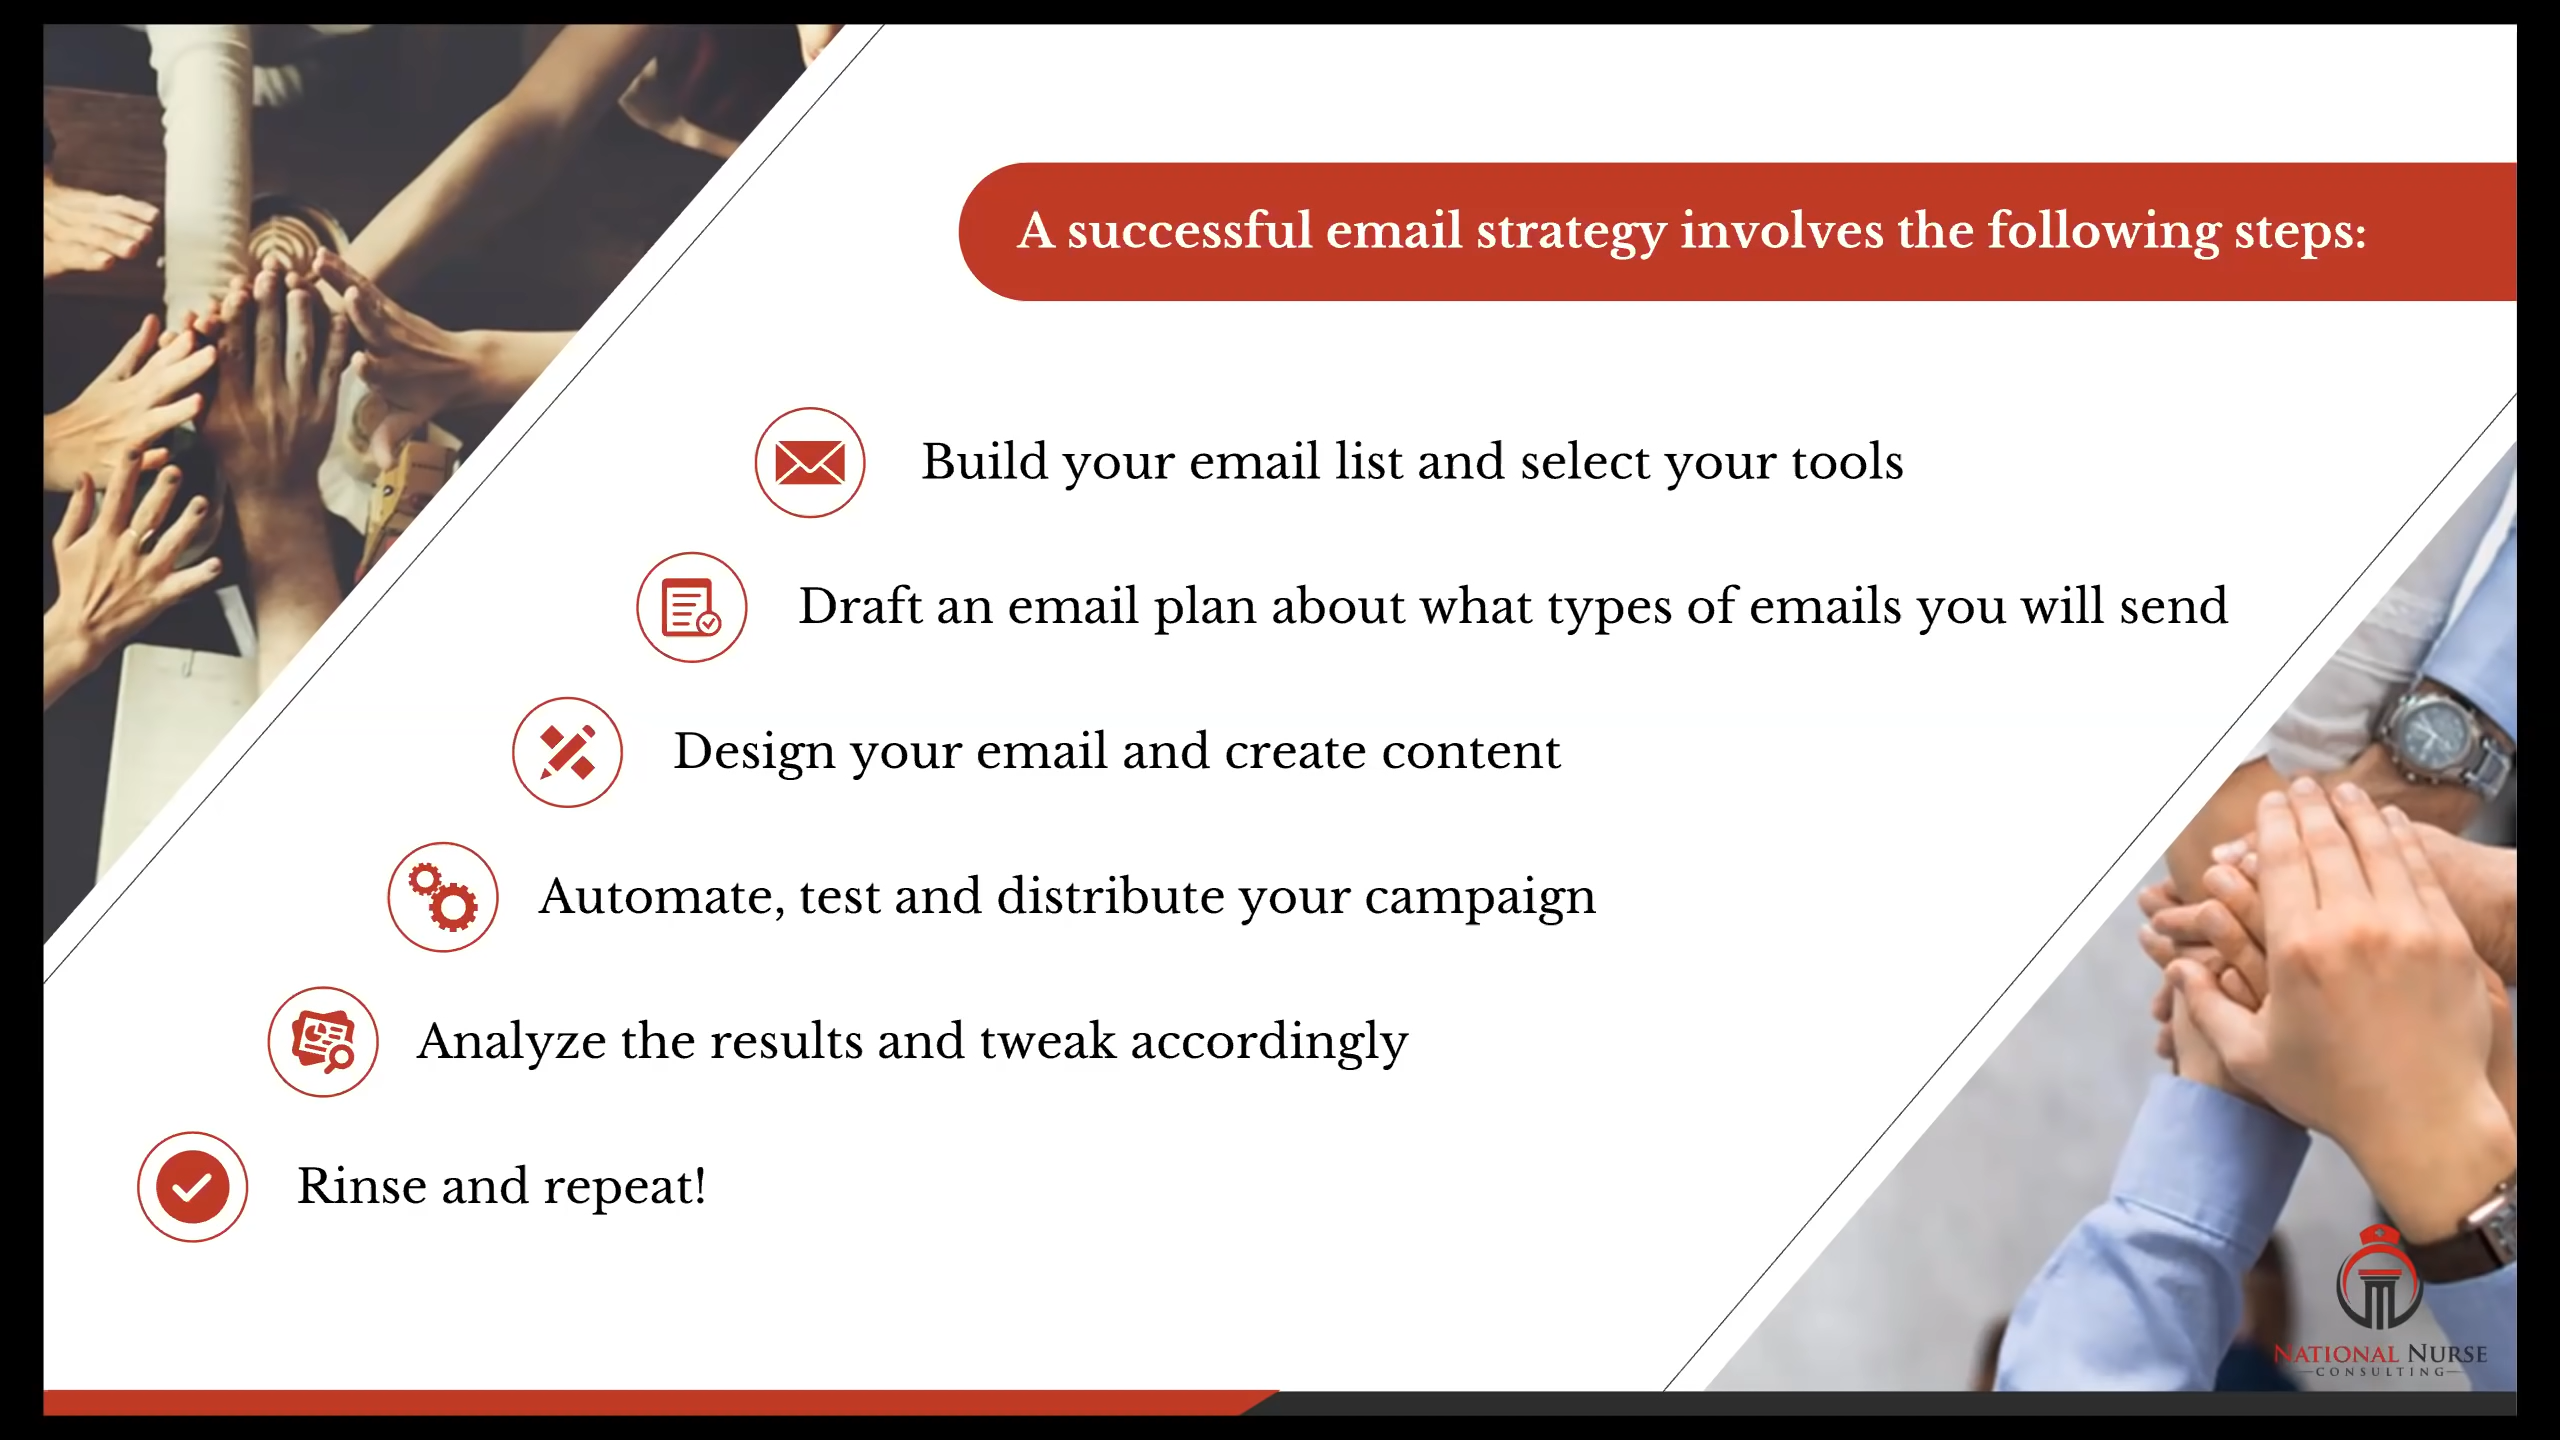 A successful email strategy involves the following steps:
Build your email list and select your tools
Draft an email plan about what types of emails you will send
Design your email and create content
Automate, test and distribute your campaign
Analyze the results and tweak accordingly
Rinse and repeat!
NATIONAL NURSE
CONSULTING